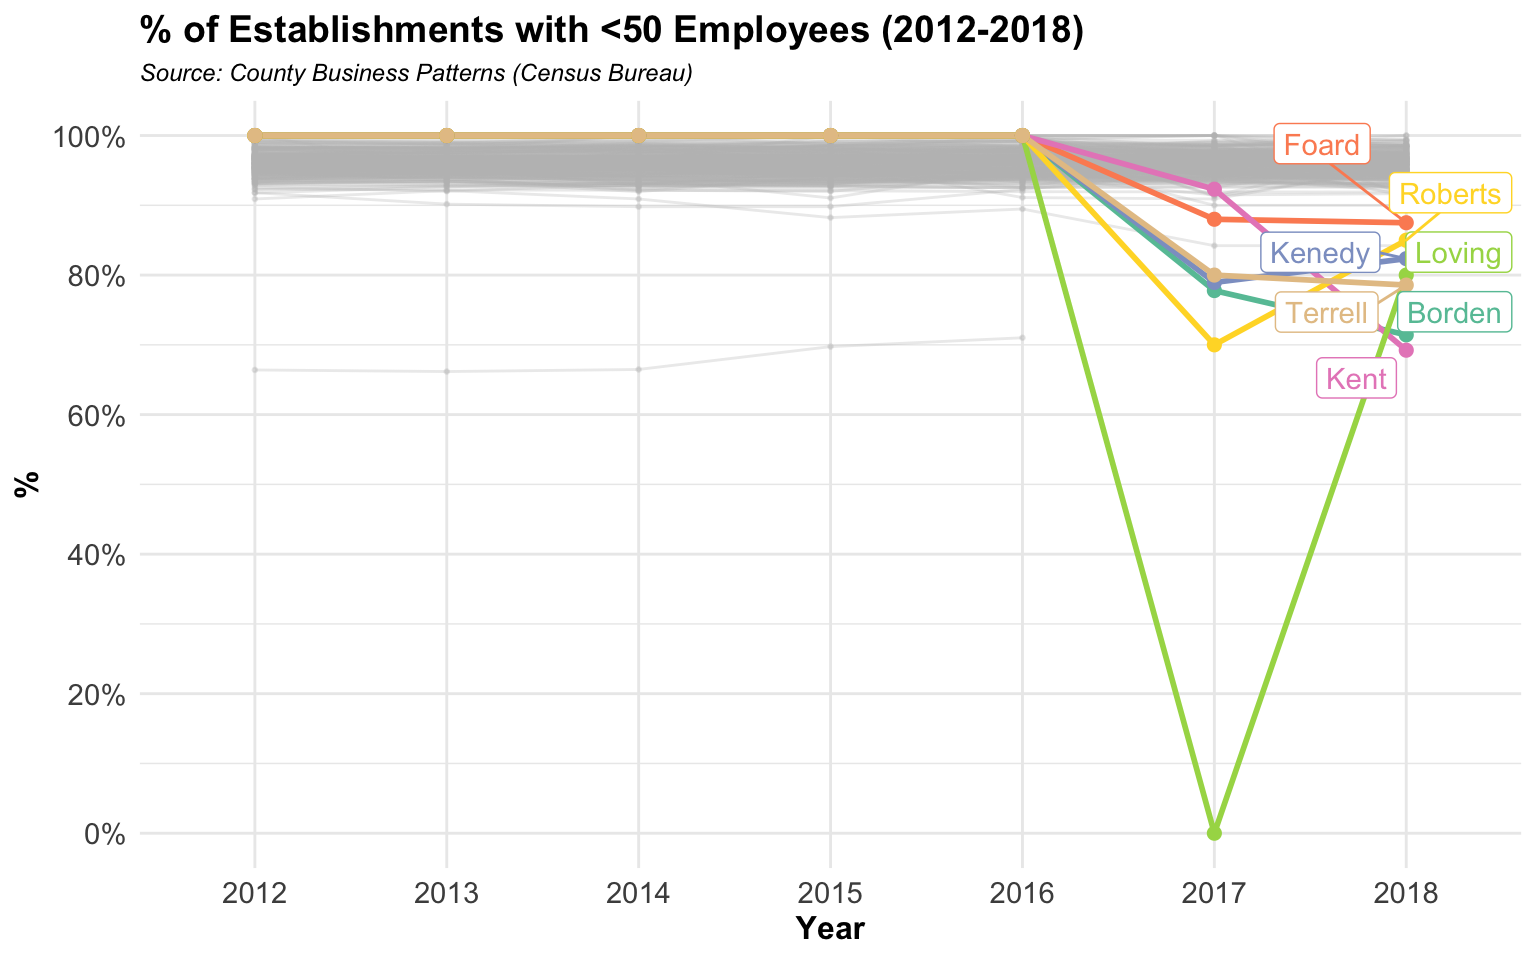 % of Establishments with <50 Employees (2012-2018)
Source: County Business Patterns (Census Bureau)
100%
80%
60%
40%
20%
0%
%
Foard
Roberts
Kenedy
Loving
Terrell
Borden
Kent
2012
2013
2014
2015
2016
2017
2018
Year